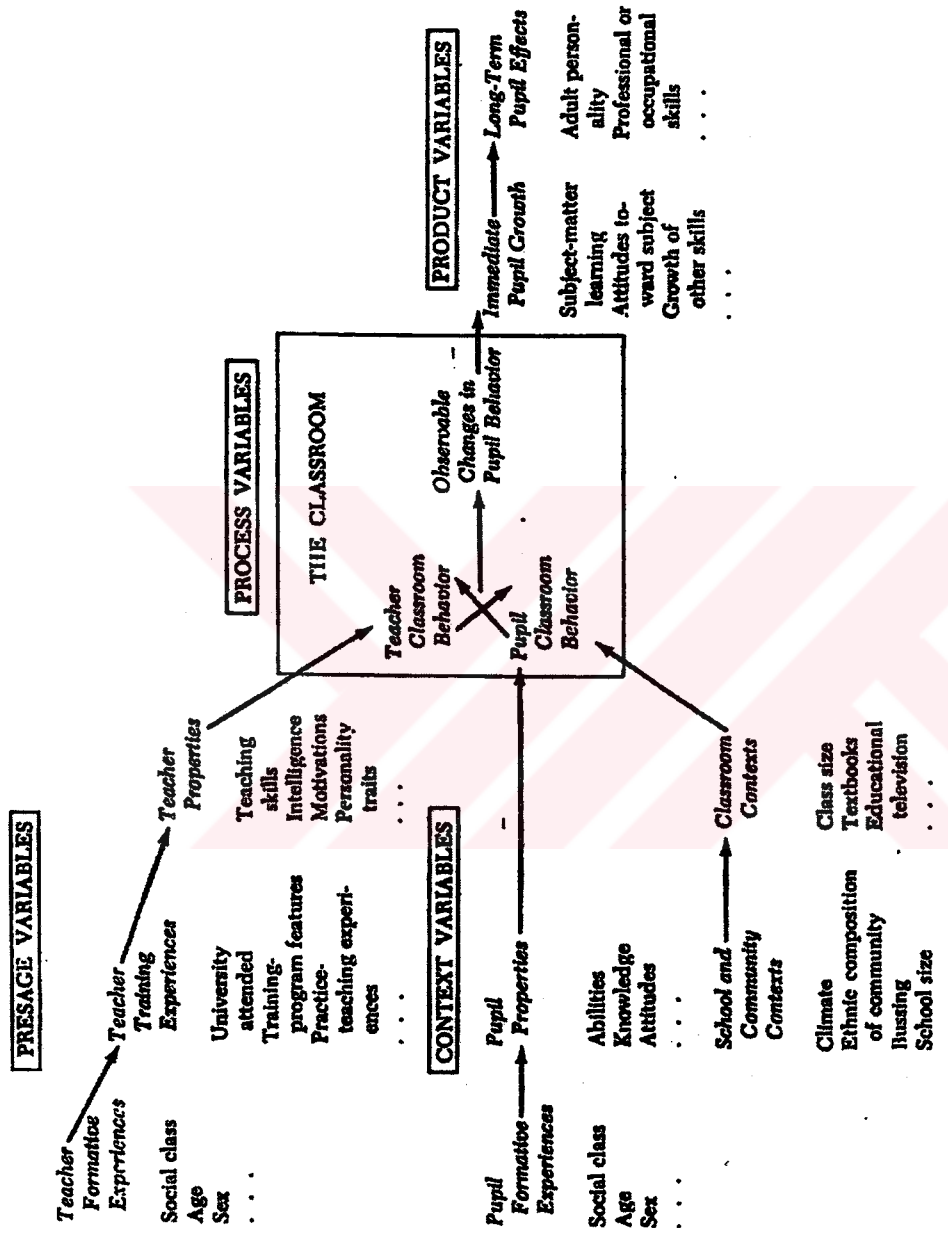 PRESAGE VARIABLES
Teacher
Formative
Experiences
Social class
Age
Sex
. . .
Teacher
Training
Experiences
University
attended
Training-
program features
Practice-
teaching experi-
ences
. . . .
Teacher
Properties
Teaching
skills
Intelligence
Motivations
Personality
traits
. . . .
CONTEXT VARIABLES
Pupil
Formative
Experiences
Social class
Age
Sex
. . .
Pupil
Properties
Abilities
Knowledge
Attitudes
. . . .
School and
Community
Contexts
Climate
Ethnic composition
of community
Bussing
School size
Classroom
Contexts
Class size
Textbooks
Educational
television
. . .
PROCESS VARIABLES
THE CLASSROOM
Teacher
Classroom
Behavior
Pupil
Classroom
Behavior
Observable
Changes in
Pupil Behavior
PRODUCT VARIABLES
Immediate
Pupil Growth
Subject-matter
learning
Attitudes to-
ward subject
Growth of
other skills
. . .
Long-Term
Pupil Effects
Adult person-
ality
Professional or
occupational
skills
. . .